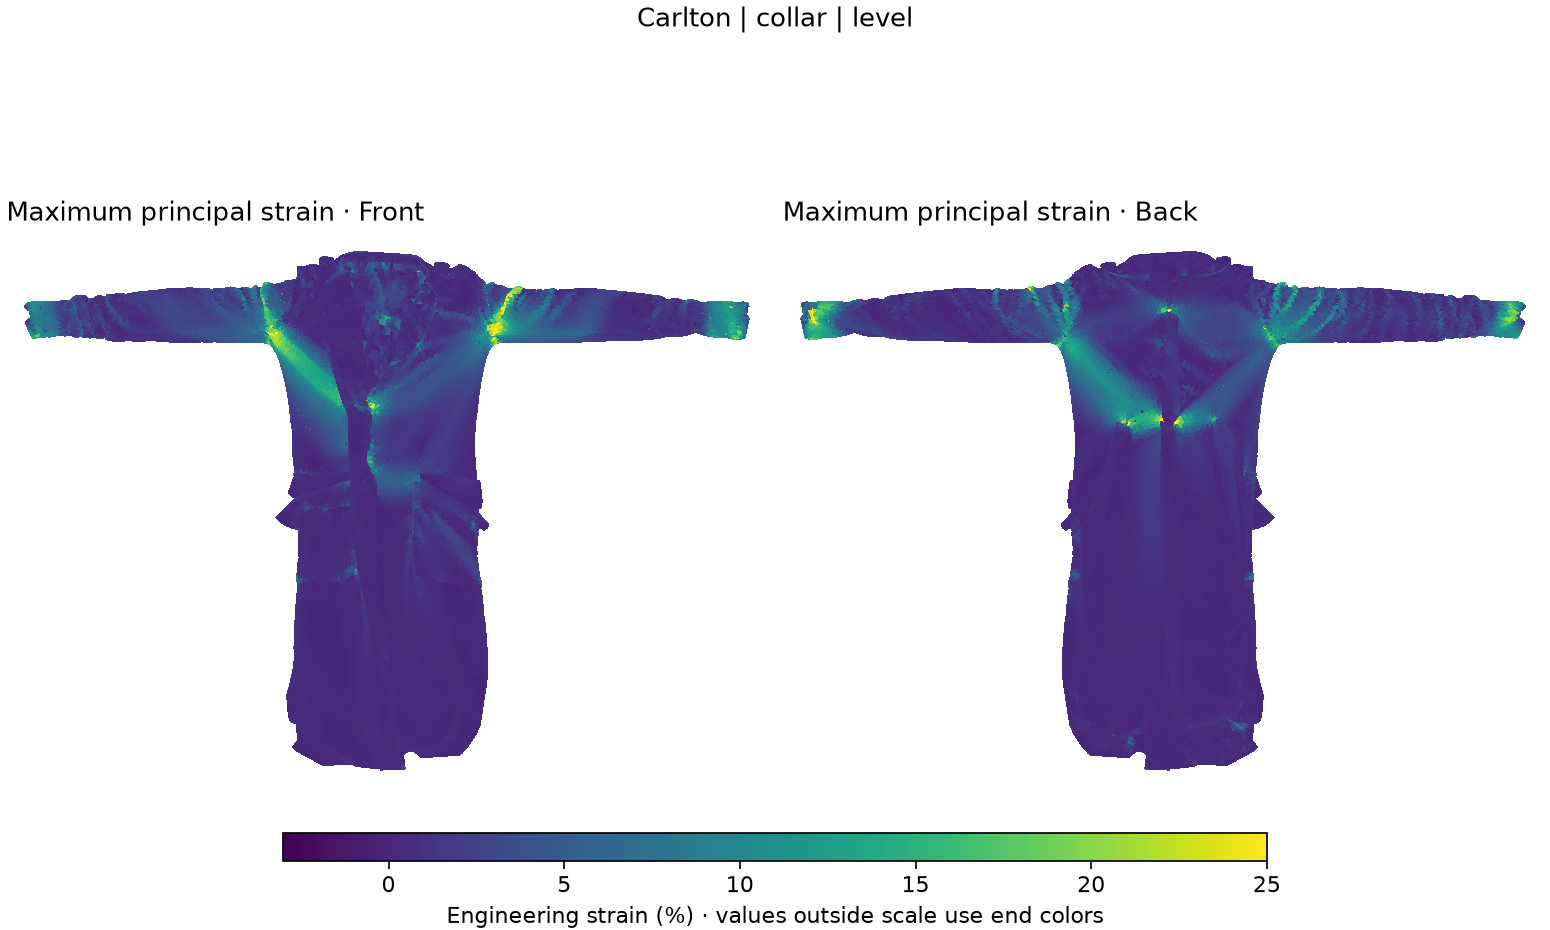 Carlton | collar | level
Maximum principal strain · Front
Maximum principal strain · Back
0 5 10 15 20 25
Engineering strain (%) · values outside scale use end colors